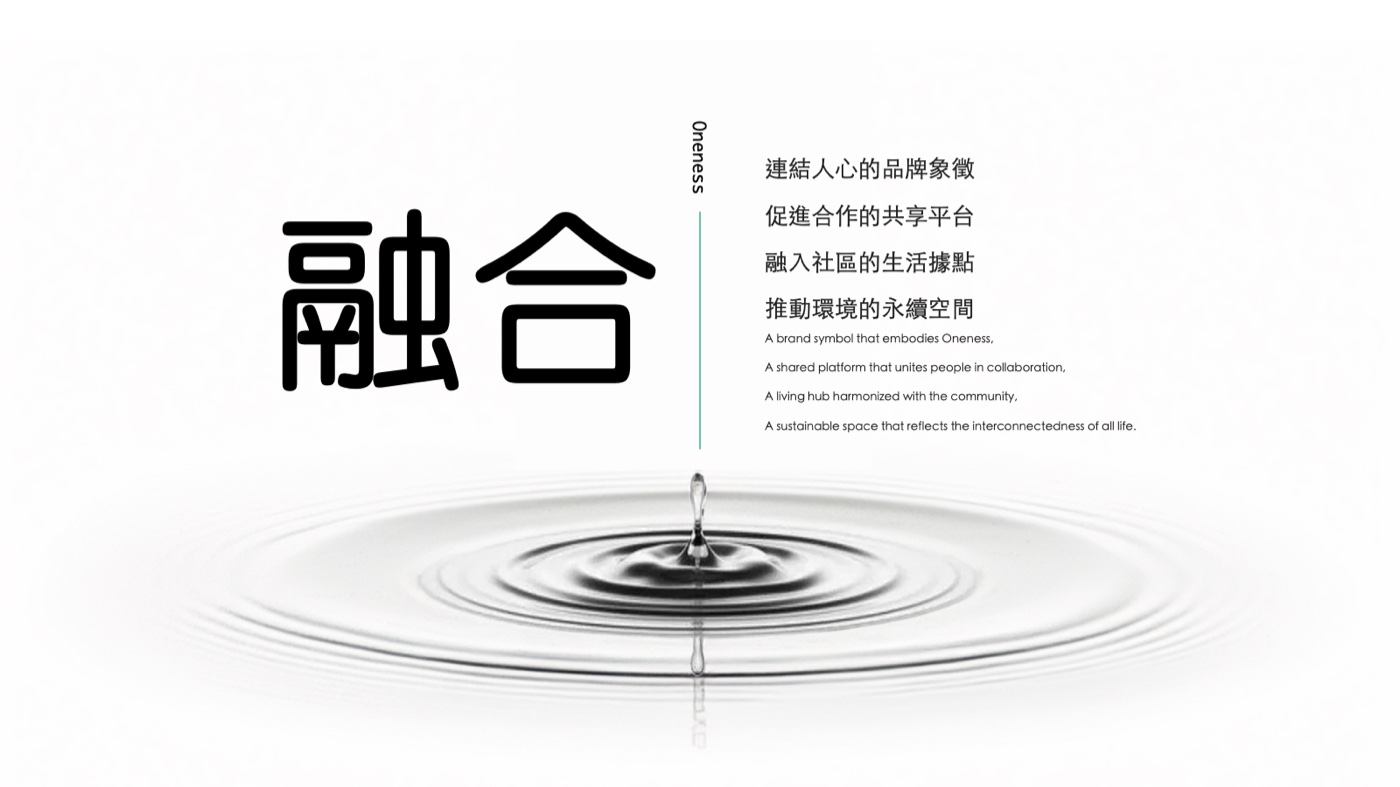 融合
Oneness
連結人心的品牌象徵
促進合作的共享平台
融入社區的生活據點
推動環境的永續空間
A brand symbol that embodies Oneness,
A shared platform that unites people in collaboration,
A living hub harmonized with the community,
A sustainable space that reflects the interconnectedness of all life.